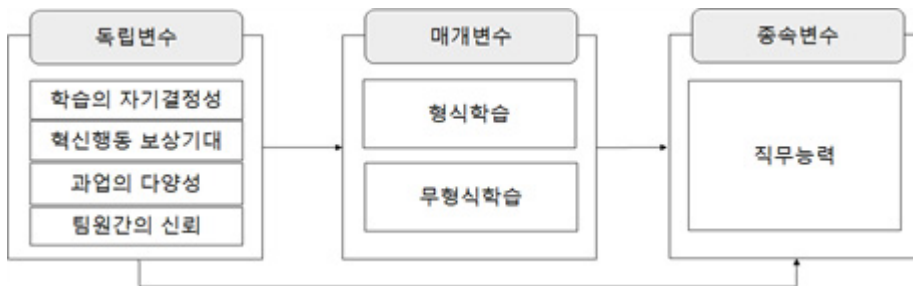 독립변수
학습의 자기결정성
혁신행동 보상기대
과업의 다양성
팀원간의 신뢰
매개변수
형식학습
무형식학습
종속변수
직무능력